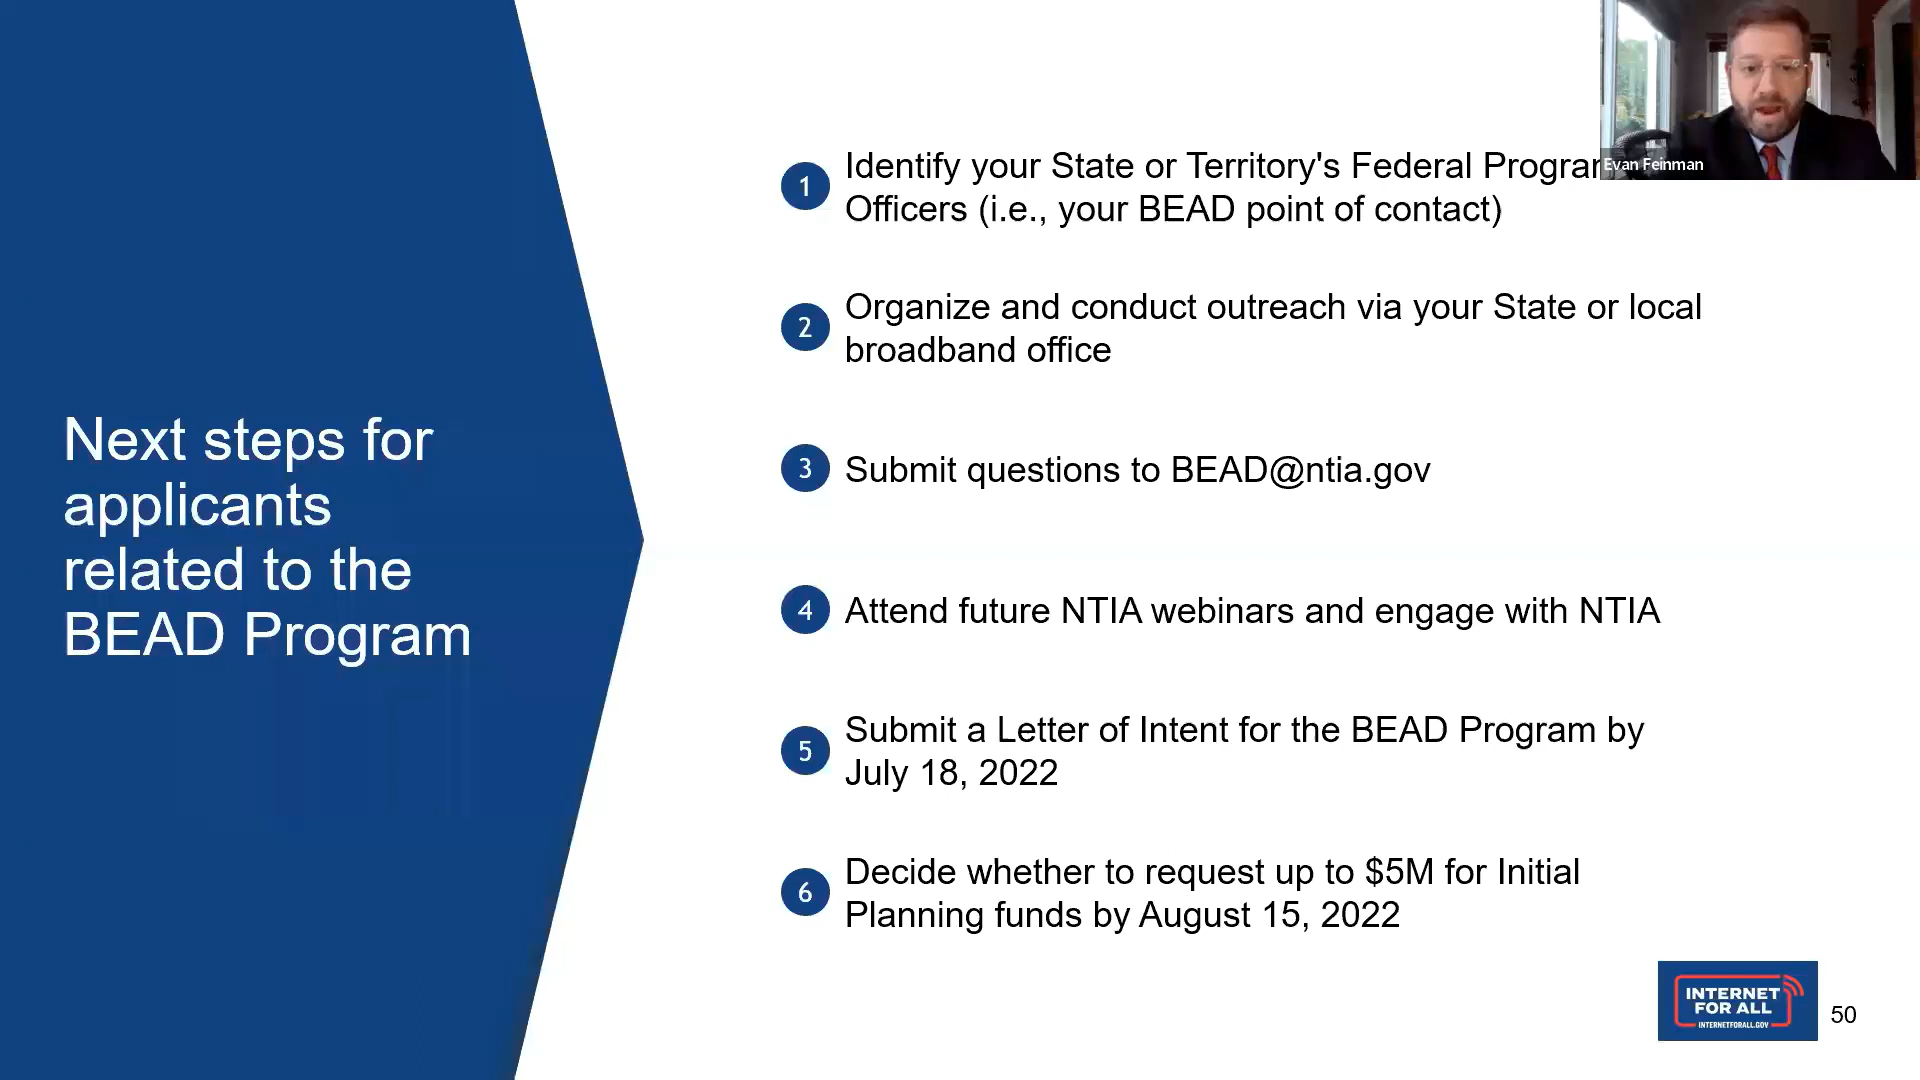 Next steps for
applicants
related to the
BEAD Program
1
Identify your State or Territory's Federal
Officers (i.e., your BEAD point of contact)
2
Organize and conduct outreach via your State or local
broadband office
3
Submit questions to BEAD@ntia.gov
4
Attend future NTIA webinars and engage with NTIA
5
Submit a Letter of Intent for the BEAD Program by
July 18, 2022
6
Decide whether to request up to $5M for Initial
Planning funds by August 15, 2022
Evan Feinman
INTERNET
FOR ALL
INTERNETFORALL.GOV
50